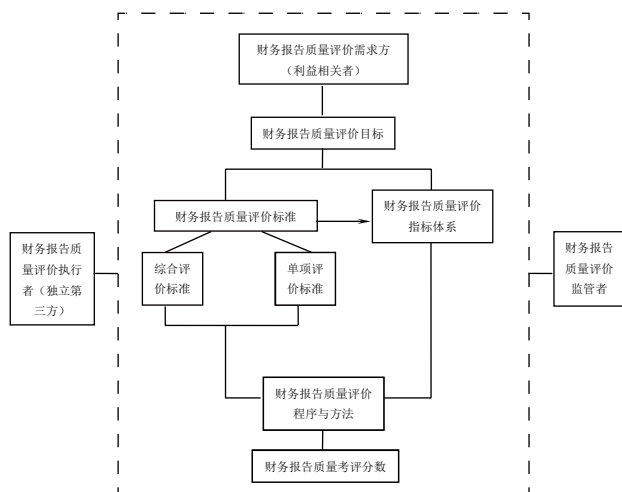 财务报告质量评价需求方
（利益相关者）
财务报告质量评价目标
财务报告质量评价标准
财务报告质量评价
指标体系
财务报告质
量评价执行
者（独立第
三方）
综合评
价标准
单项评
价标准
财务报告
质量评价
监管者
财务报告质量评价
程序与方法
财务报告质量考评分数